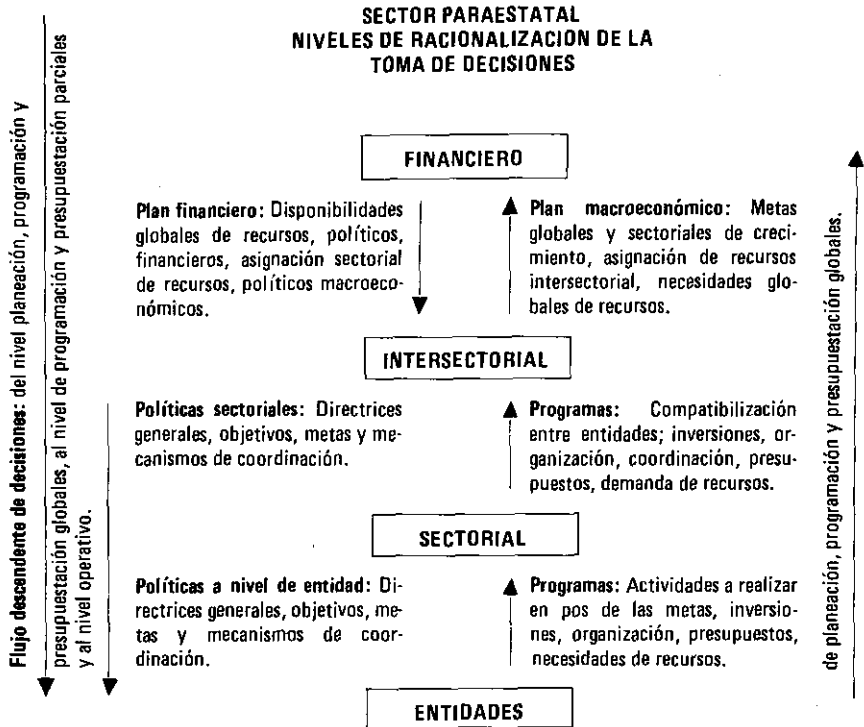 SECTOR PARAESTATAL
NIVELES DE RACIONALIZACION DE LA
TOMA DE DECISIONES
Flujo descendente de decisiones: del nivel planeación, programación y
presupuestación globales, al nivel de programación y presupuestación parciales
y al nivel operativo.
FINANCIERO
Plan financiero: Disponibilidades
globales de recursos, políticos,
financieros, asignación sectorial
de recursos, políticos macroeco-
nómicos.
Plan macroeconómico: Metas
globales y sectoriales de creci-
miento, asignación de recursos
intersectorial, necesidades glo-
bales de recursos.
INTERSECTORIAL
Políticas sectoriales: Directrices
generales, objetivos, metas y me-
canismos de coordinación.
Programas: Compatibilización
entre entidades; inversiones, or-
ganización, coordinación, presu-
puestos, demanda de recursos.
SECTORIAL
Políticas a nivel de entidad: Di-
rectrices generales, objetivos, me-
tas y mecanismos de coor-
dinación.
Programas: Actividades a realizar
en pos de las metas, inversio-
nes, organización, presupuestos,
necesidades de recursos.
ENTIDADES
de planeación, programación y presupuestación globales.